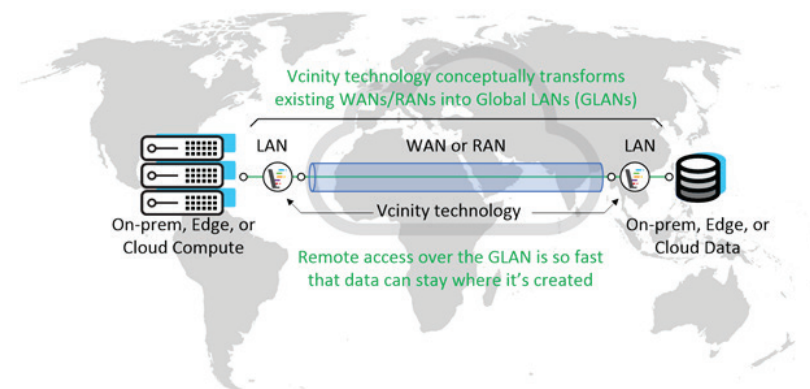 Vcinity technology conceptually transforms
existing WANs/RANs into Global LANs (GLANs)
LAN
WAN or RAN
LAN
Vcinity technology
On-prem, Edge, or
Cloud Compute
On-prem, Edge, or
Cloud Data
Remote access over the GLAN is so fast
that data can stay where it’s created